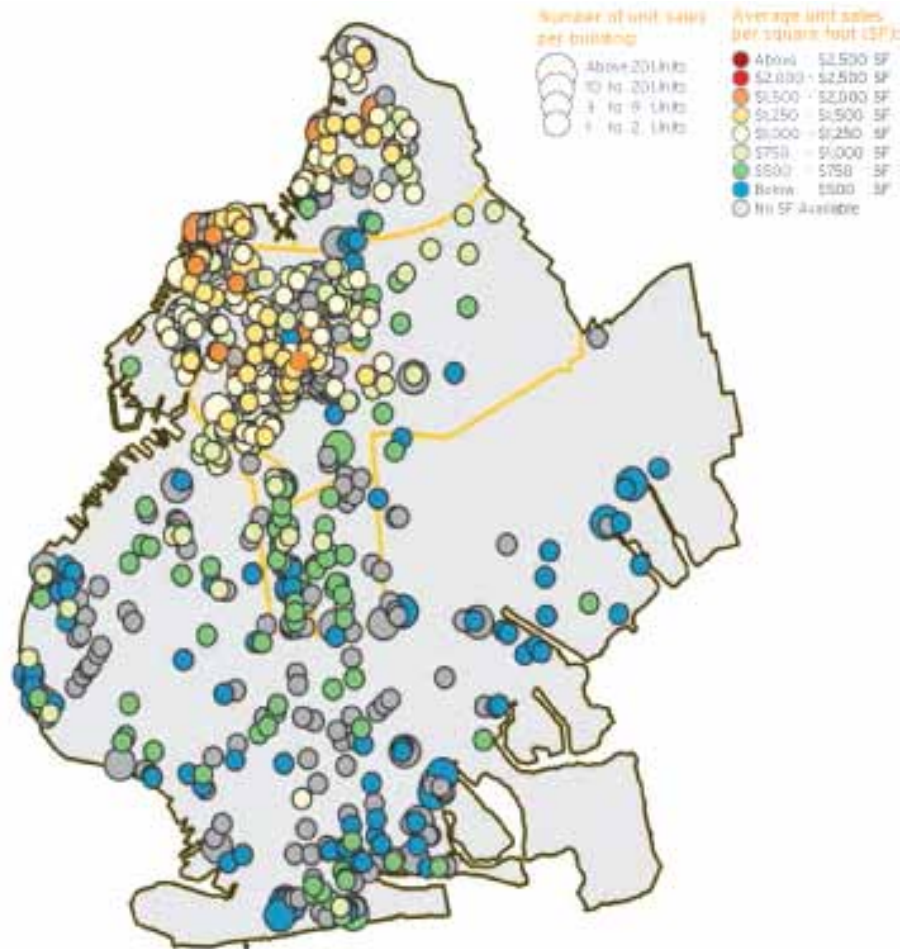 Number of unit sales
per building:
Above 20 Units
10 to 20 Units
to 9 Units
1 to 2 Units
Average unit sales
per square foot ($PF):
Above $2,500 SF
$2,000 - $2,500 SF
$1,500 - $2,000 SF
$1,250 - $1,500 SF
$1,000 - $1,250 SF
$750 - $1,000 SF
$500 - $750 SF
Below $500 SF
No SF Available